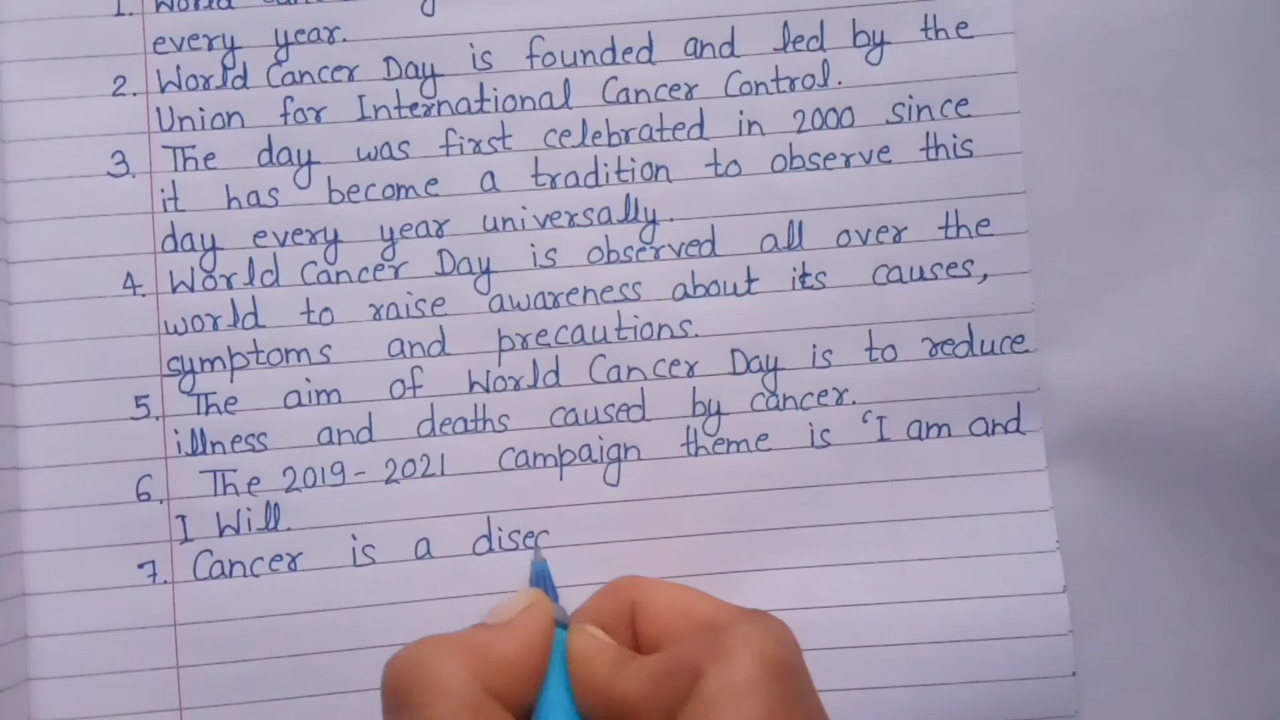 1. World
every year.
2. World Cancer Day is founded and led by the
Union for International Cancer Control.
3. The day was first celebrated in 2000 since
it has become a tradition to observe this
day every year universally.
4. World Cancer Day is observed all over the
world to raise awareness about its causes,
symptoms and precautions.
5. The aim of World Cancer Day is to reduce
illness and deaths caused by cancer.
6. The 2019-2021 campaign theme is 'I am and
I Will.
7. Cancer is a disec